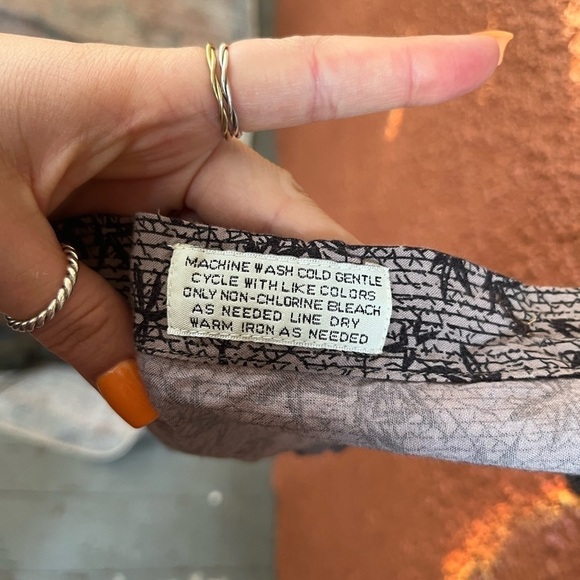 MACHINE WASH COLD GENTLE
CYCLE WITH LIKE COLORS
ONLY NON-CHLORINE BLEACH
AS NEEDED LINE DRY
WARM IRON AS NEEDED